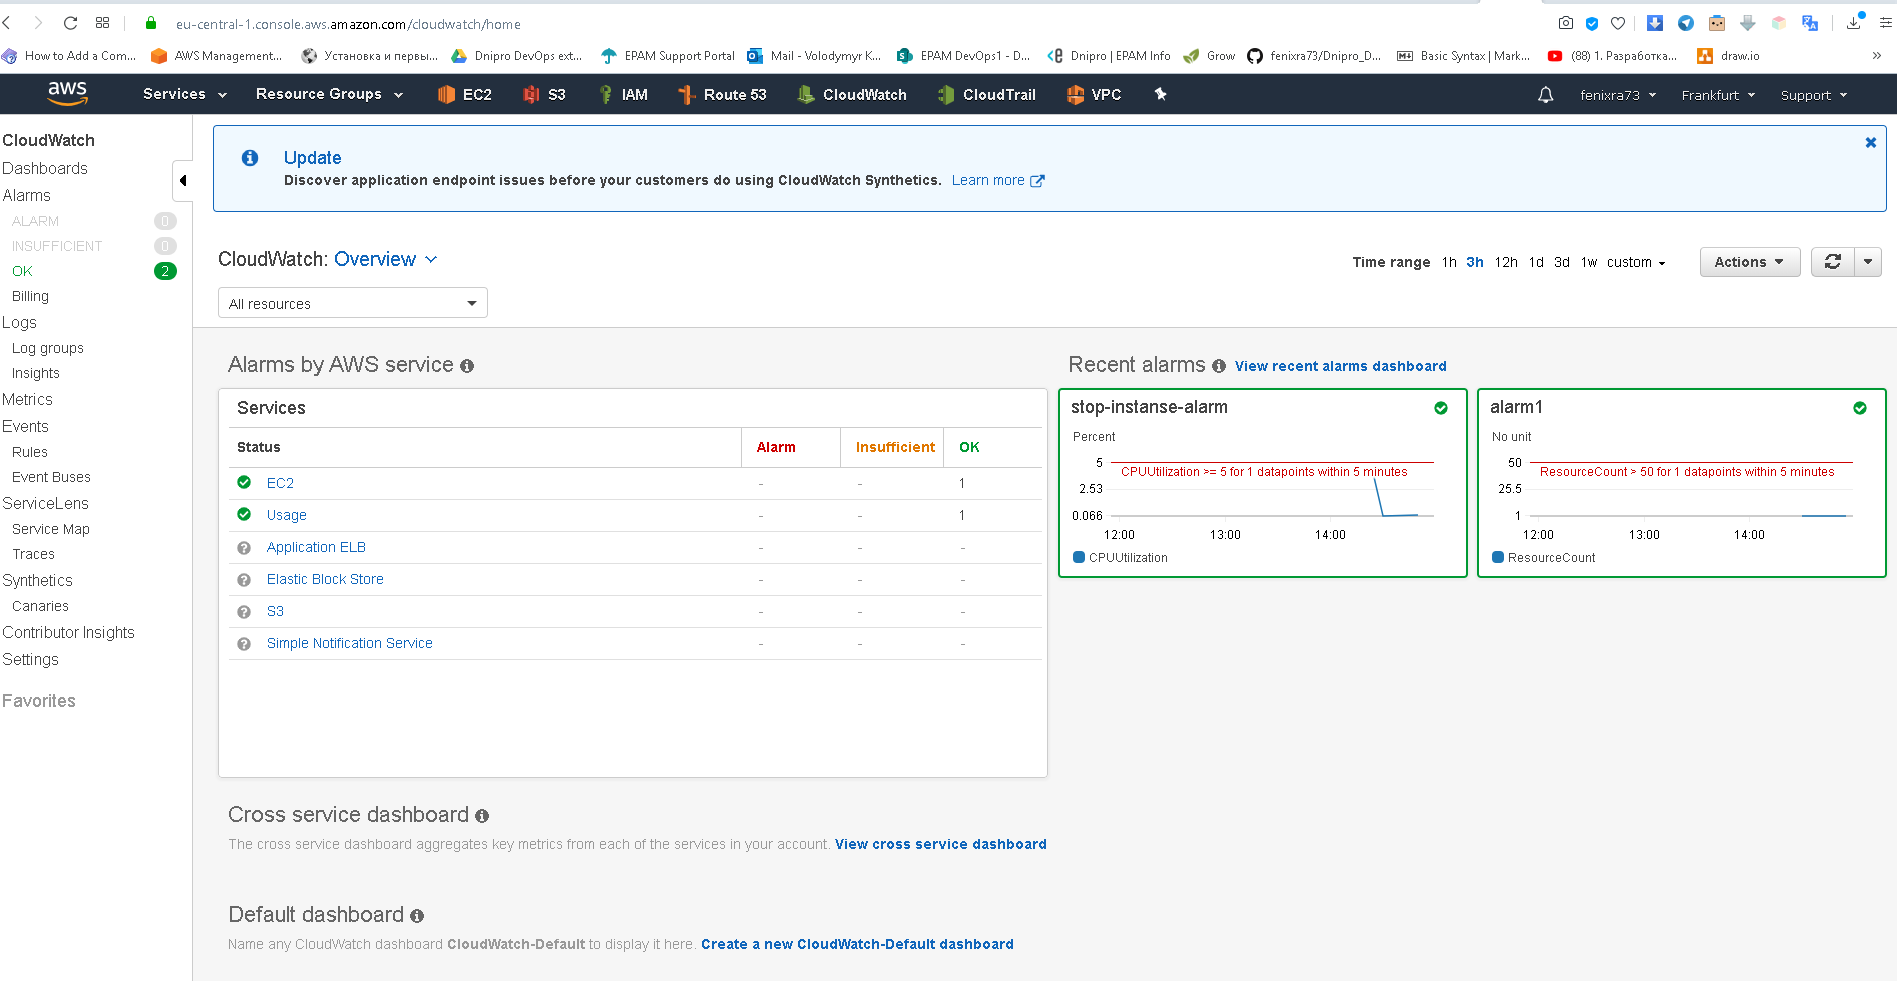 eu-central-1.console.aws.amazon.com/cloudwatch/home
How to Add a Com... AWS Management... Установка и первы... Dnipro DevOps ext... EPAM Support Portal Mail - Volodymyr K... EPAM DevOps1 - D... Dnipro | EPAM Info Grow fenixra73/Dnipro_D... Basic Syntax | Mark... (88) 1. Разработка... draw.io »
aws Services Resource Groups EC2 S3 IAM Route 53 CloudWatch CloudTrail VPC fenixra73 Frankfurt Support
CloudWatch
Dashboards
Alarms
ALARM 0
INSUFFICIENT 0
OK 2
Billing
Logs
Log groups
Insights
Metrics
Events
Rules
Event Buses
ServiceLens
Service Map
Traces
Synthetics
Canaries
Contributor Insights
Settings
Favorites
Update
Discover application endpoint issues before your customers do using CloudWatch Synthetics. Learn more
CloudWatch: Overview
Time range 1h 3h 12h 1d 3d 1w custom Actions
All resources
Alarms by AWS service
Services
Status Alarm Insufficient OK
EC2 - - 1
Usage - - 1
Application ELB - - -
Elastic Block Store - - -
S3 - - -
Simple Notification Service - - -
Recent alarms View recent alarms dashboard
stop-instanse-alarm
Percent
5
CPUUtilization >= 5 for 1 datapoints within 5 minutes
2.53
0.066
12:00 13:00 14:00
CPUUtilization
alarm1
No unit
50
ResourceCount > 50 for 1 datapoints within 5 minutes
25.5
1
12:00 13:00 14:00
ResourceCount
Cross service dashboard
The cross service dashboard aggregates key metrics from each of the services in your account. View cross service dashboard
Default dashboard
Name any CloudWatch dashboard CloudWatch-Default to display it here. Create a new CloudWatch-Default dashboard